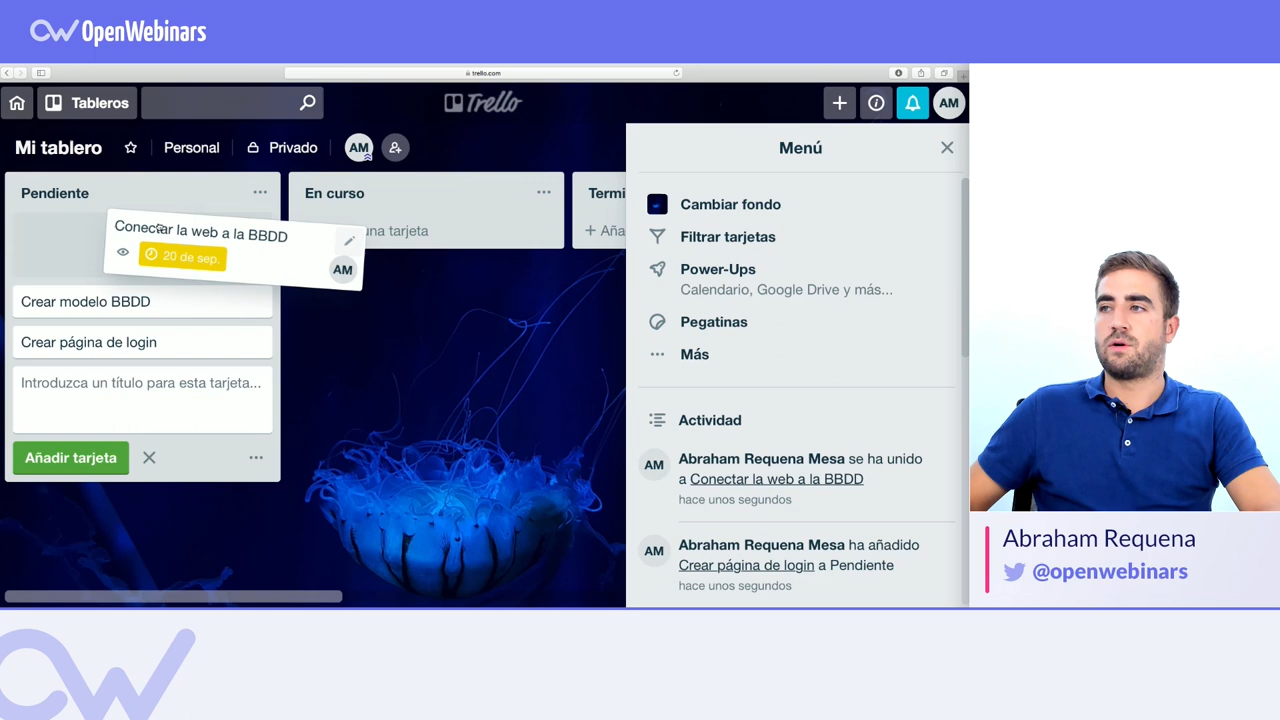 OpenWebinars
trello.com
Tableros
Trello
AM
Mi tablero
Personal
Privado
AM
Menú
Pendiente
En curso
Termi
Conectar la web a la BBDD
20 de sep.
AM
una tarjeta
+ Aña
Crear modelo BBDD
Crear página de login
Introduzca un título para esta tarjeta...
Añadir tarjeta
Cambiar fondo
Filtrar tarjetas
Power-Ups
Calendario, Google Drive y más...
Pegatinas
Más
Actividad
AM
Abraham Requena Mesa se ha unido
a Conectar la web a la BBDD
hace unos segundos
AM
Abraham Requena Mesa ha añadido
Crear página de login a Pendiente
hace unos segundos
Abraham Requena
@openwebinars